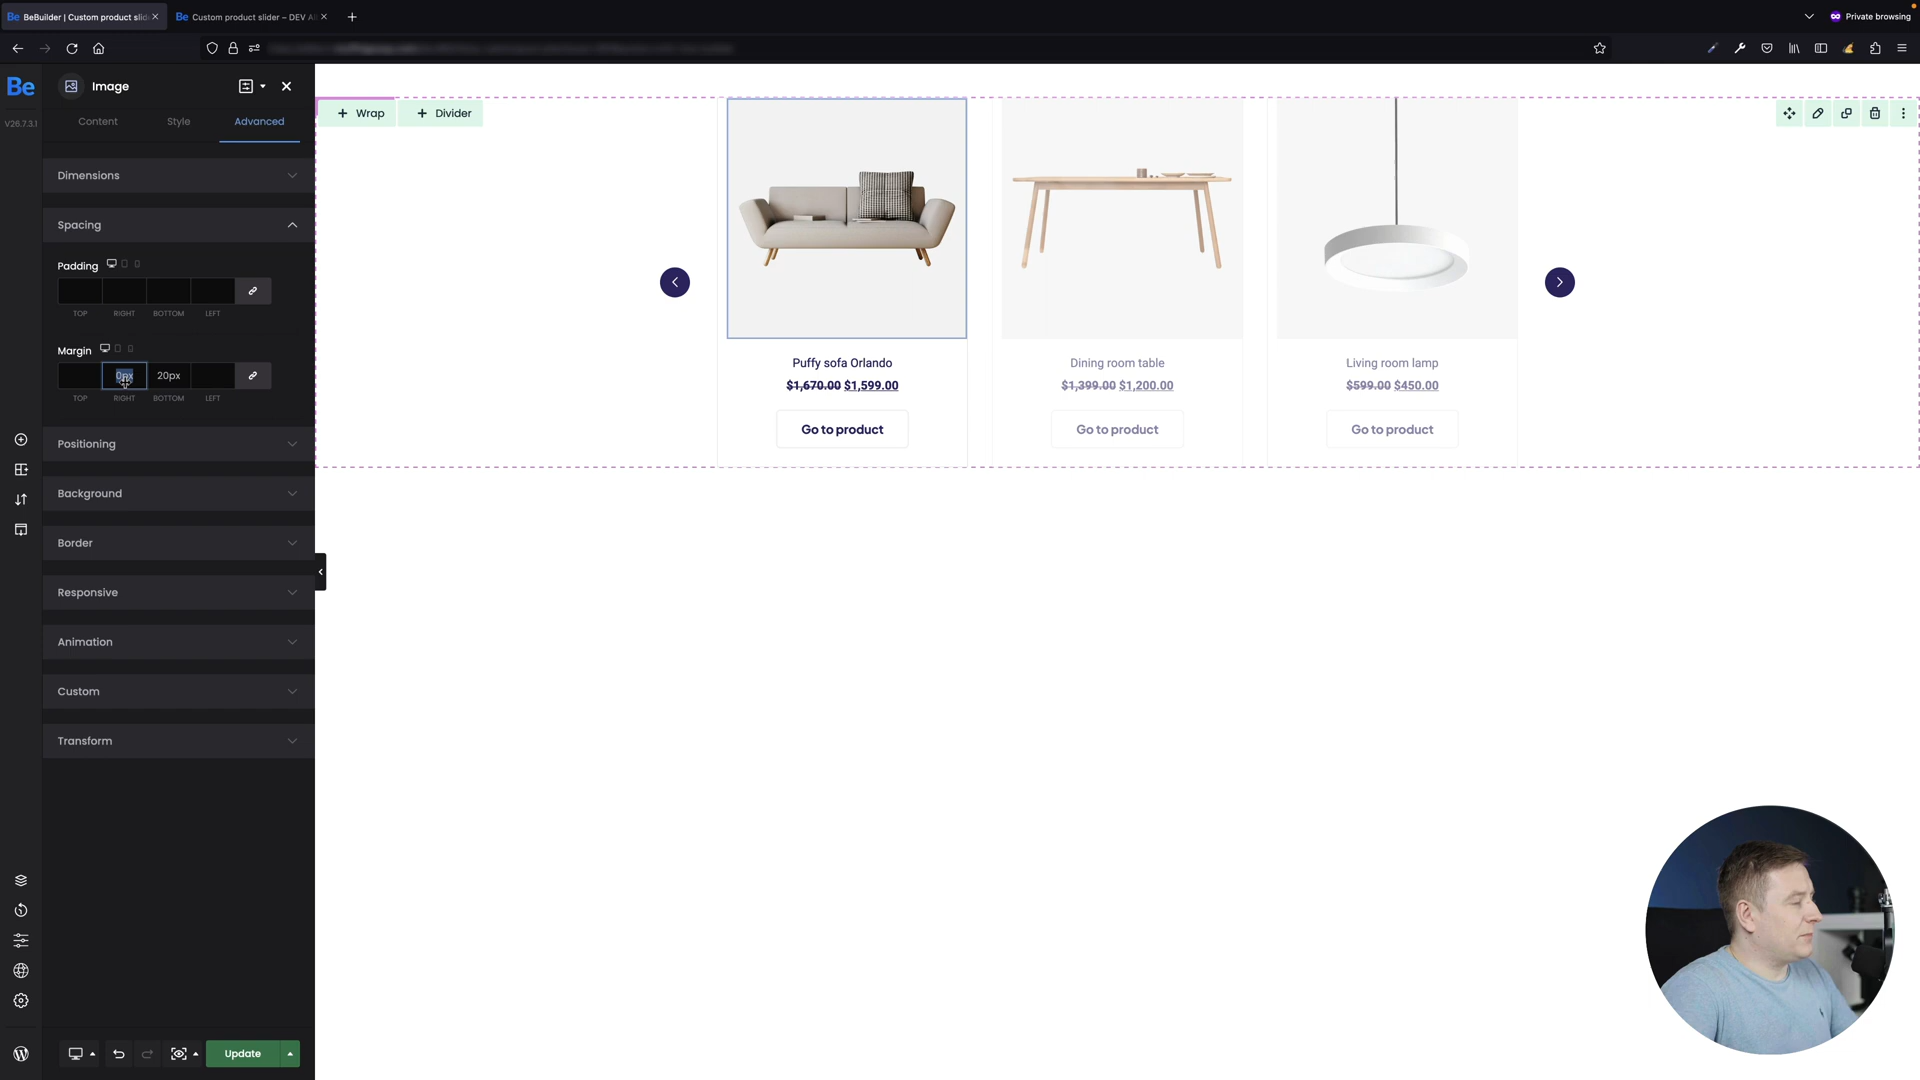 Be BeBuilder | Custom product slid
Be Custom product slider – DEV A
Private browsing
Be
V26.7.3.1
Image
Content
Style
Advanced
Dimensions
Spacing
Padding
TOP
RIGHT
BOTTOM
LEFT
Margin
0px
20px
TOP
RIGHT
BOTTOM
LEFT
Positioning
Background
Border
Responsive
Animation
Custom
Transform
Update
+ Wrap
+ Divider
Puffy sofa Orlando
$1,670.00 $1,599.00
Go to product
Dining room table
$1,399.00 $1,200.00
Go to product
Living room lamp
$599.00 $450.00
Go to product